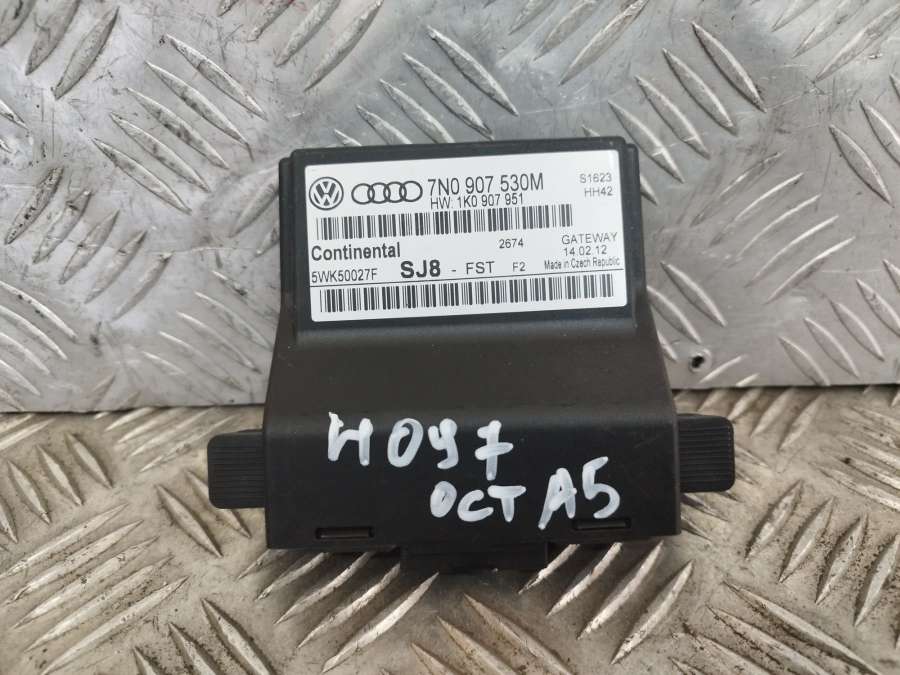 7N0 907 530M
HW: 1K0 907 951
S1623
HH42
Continental
2674
GATEWAY
14.02.12
5WK50027F
SJ8 - FST F2
Made in Czech Republic
H097
OCT A5